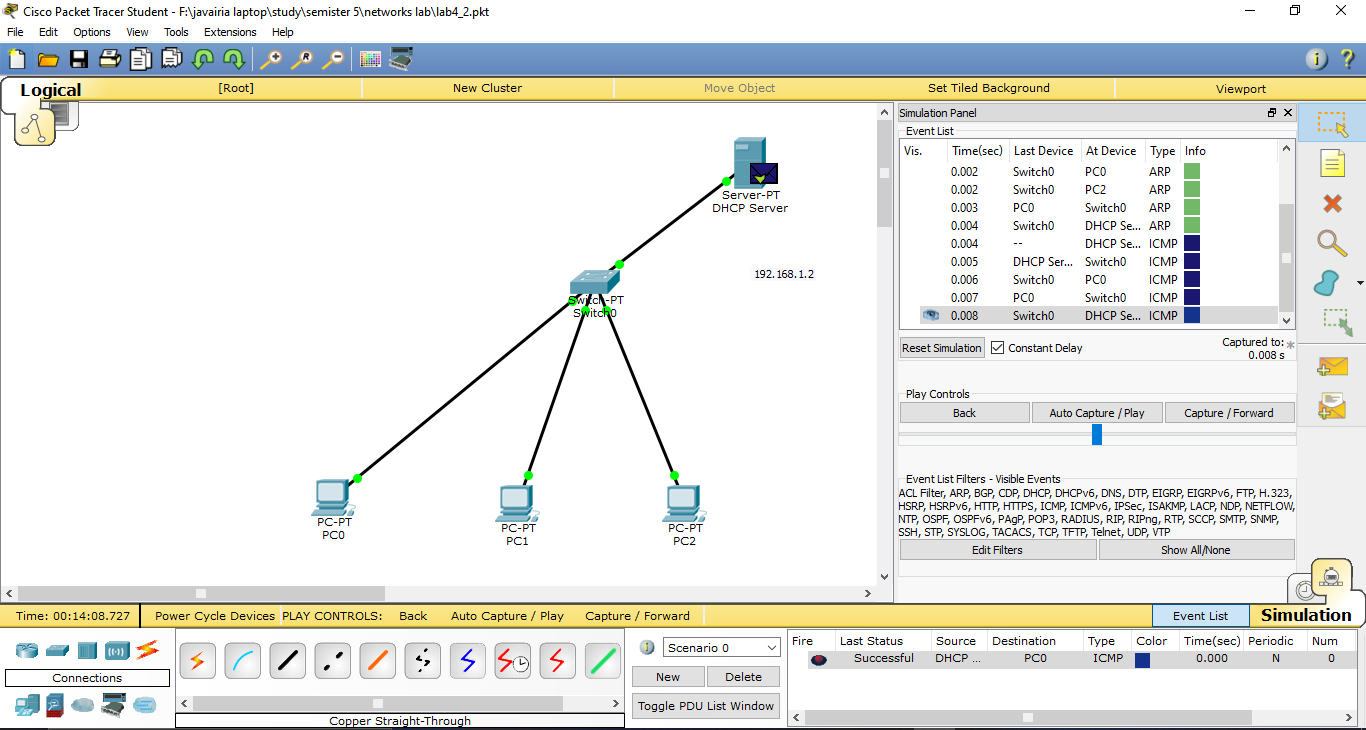 Cisco Packet Tracer Student - F:\javairia laptop\study\semister 5\networks lab\lab4_2.pkt
File Edit Options View Tools Extensions Help
Logical [Root] New Cluster Move Object Set Tiled Background Viewport
Server-PT
DHCP Server
192.168.1.2
Switch-PT
Switch0
PC-PT
PC0
PC-PT
PC1
PC-PT
PC2
Simulation Panel
Event List
Vis. Time(sec) Last Device At Device Type Info
0.002 Switch0 PC0 ARP
0.002 Switch0 PC2 ARP
0.003 PC0 Switch0 ARP
0.004 Switch0 DHCP Se... ARP
0.004 -- DHCP Se... ICMP
0.005 DHCP Ser... Switch0 ICMP
0.006 Switch0 PC0 ICMP
0.007 PC0 Switch0 ICMP
0.008 Switch0 DHCP Se... ICMP
Reset Simulation Constant Delay Captured to: *
0.008 s
Play Controls
Back Auto Capture / Play Capture / Forward
Event List Filters - Visible Events
ACL Filter, ARP, BGP, CDP, DHCP, DHCPv6, DNS, DTP, EIGRP, EIGRPv6, FTP, H.323,
HSRP, HSRPv6, HTTP, HTTPS, ICMP, ICMPv6, IPSec, ISAKMP, LACP, NDP, NETFLOW,
NTP, OSPF, OSPFv6, PAgP, POP3, RADIUS, RIP, RIPng, RTP, SCCP, SMTP, SNMP,
SSH, STP, SYSLOG, TACACS, TCP, TFTP, Telnet, UDP, VTP
Edit Filters Show All/None
Time: 00:14:08.727 Power Cycle Devices PLAY CONTROLS: Back Auto Capture / Play Capture / Forward Event List Simulation
Connections
Copper Straight-Through
Scenario 0
New Delete
Toggle PDU List Window
Fire Last Status Source Destination Type Color Time(sec) Periodic Num
Successful DHCP ... PC0 ICMP 0.000 N 0